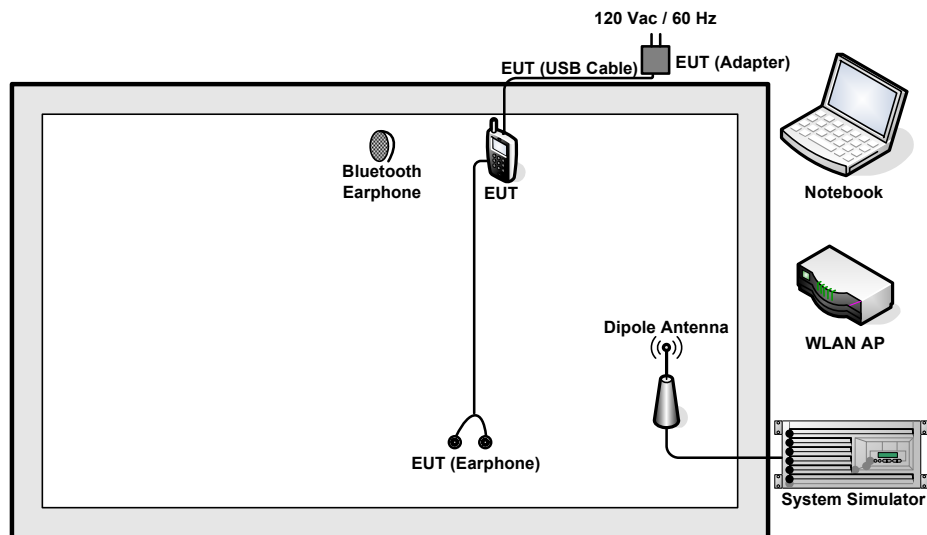 120 Vac / 60 Hz
EUT (USB Cable)
EUT (Adapter)
Bluetooth
Earphone
EUT
Notebook
Dipole Antenna
WLAN AP
EUT (Earphone)
System Simulator